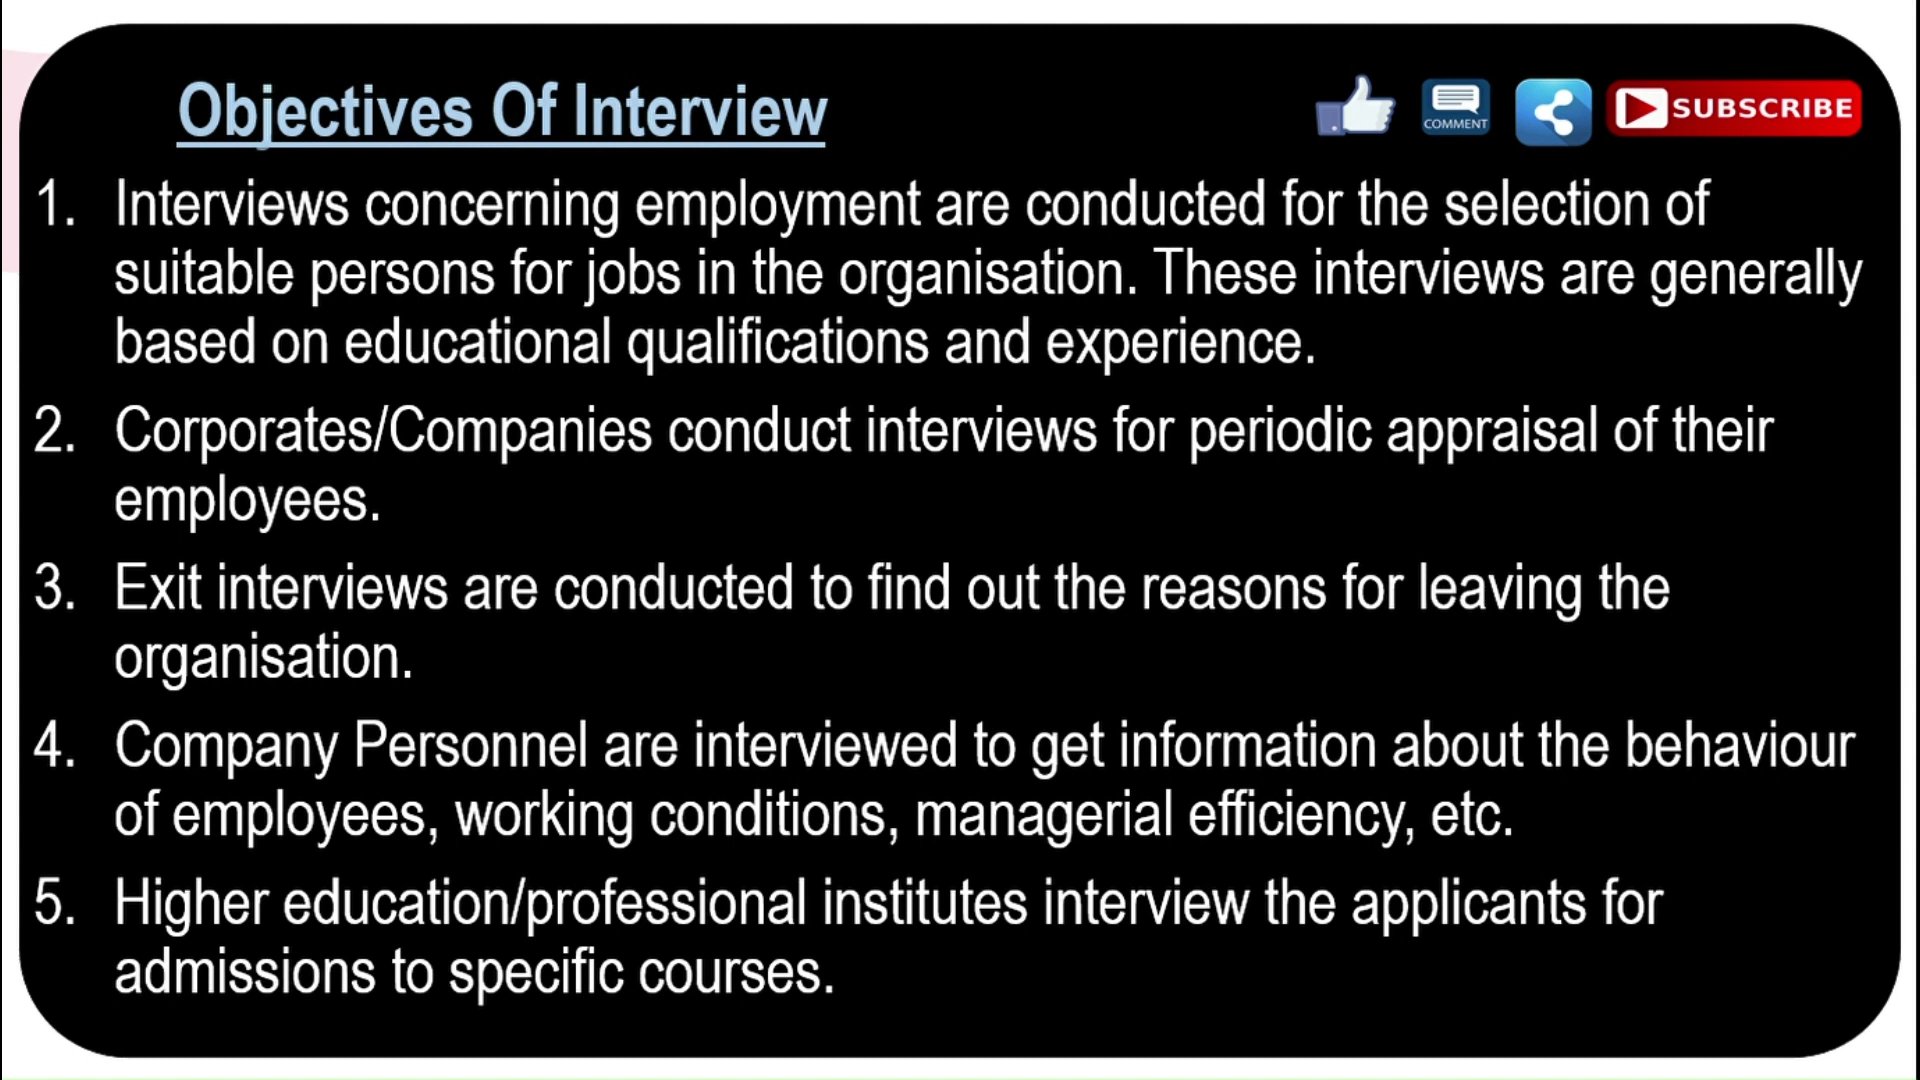 Objectives Of Interview
COMMENT
SUBSCRIBE
1. Interviews concerning employment are conducted for the selection of
suitable persons for jobs in the organisation. These interviews are generally
based on educational qualifications and experience.
2. Corporates/Companies conduct interviews for periodic appraisal of their
employees.
3. Exit interviews are conducted to find out the reasons for leaving the
organisation.
4. Company Personnel are interviewed to get information about the behaviour
of employees, working conditions, managerial efficiency, etc.
5. Higher education/professional institutes interview the applicants for
admissions to specific courses.